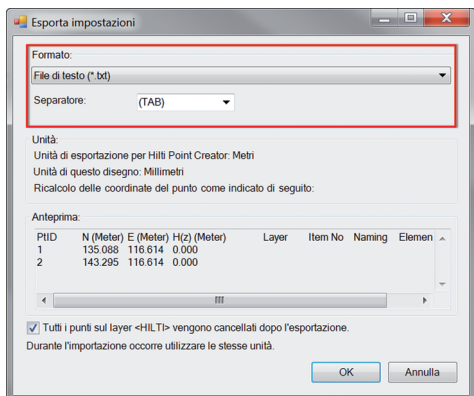 Esporta impostazioni
Formato:
File di testo (*.txt)
Separatore: (TAB)
Unità:
Unità di esportazione per Hilti Point Creator: Metri
Unità di questo disegno: Millimetri
Ricalcolo delle coordinate del punto come indicato di seguito:
Anteprima:
PtID N (Meter) E (Meter) H(z) (Meter) Layer Item No Naming Elemen
1 135.088 116.614 0.000
2 143.295 116.614 0.000
Tutti i punti sul layer <HILTI> vengono cancellati dopo l'esportazione.
Durante l'importazione occorre utilizzare le stesse unità.
OK Annulla